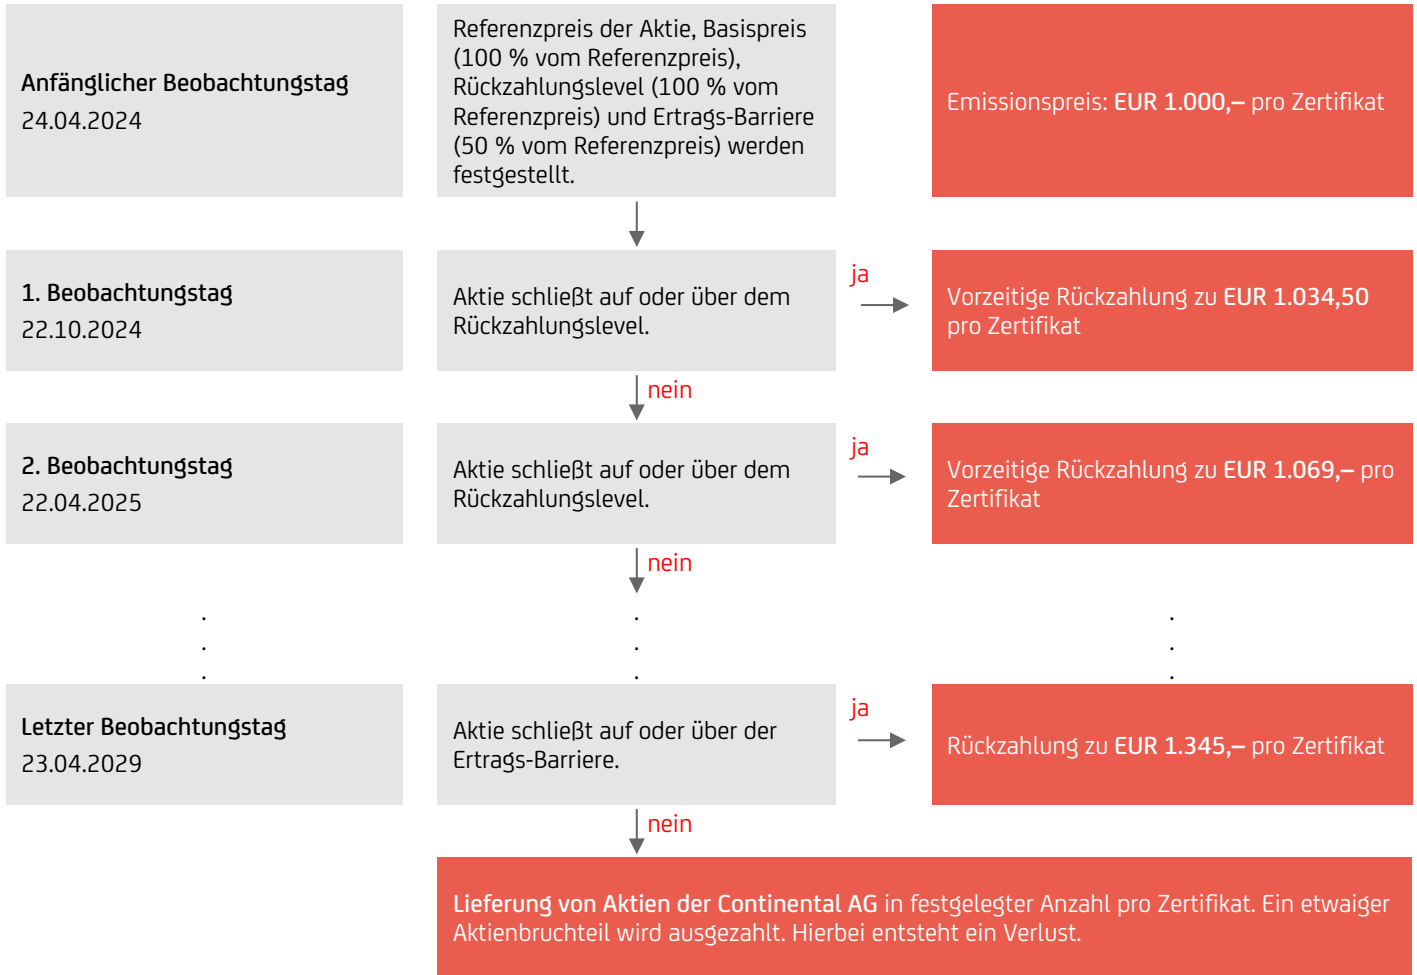 Anfänglicher Beobachtungstag
24.04.2024
Referenzpreis der Aktie, Basispreis
(100 % vom Referenzpreis),
Rückzahlungslevel (100 % vom
Referenzpreis) und Ertrags-Barriere
(50 % vom Referenzpreis) werden
festgestellt.
Emissionspreis: EUR 1.000,– pro Zertifikat
1. Beobachtungstag
22.10.2024
Aktie schließt auf oder über dem
Rückzahlungslevel.
ja
Vorzeitige Rückzahlung zu EUR 1.034,50
pro Zertifikat
nein
2. Beobachtungstag
22.04.2025
Aktie schließt auf oder über dem
Rückzahlungslevel.
ja
Vorzeitige Rückzahlung zu EUR 1.069,– pro
Zertifikat
nein
. . .
. . .
. . .
Letzter Beobachtungstag
23.04.2029
Aktie schließt auf oder über der
Ertrags-Barriere.
ja
Rückzahlung zu EUR 1.345,– pro Zertifikat
nein
Lieferung von Aktien der Continental AG in festgelegter Anzahl pro Zertifikat. Ein etwaiger
Aktienbruchteil wird ausgezahlt. Hierbei entsteht ein Verlust.